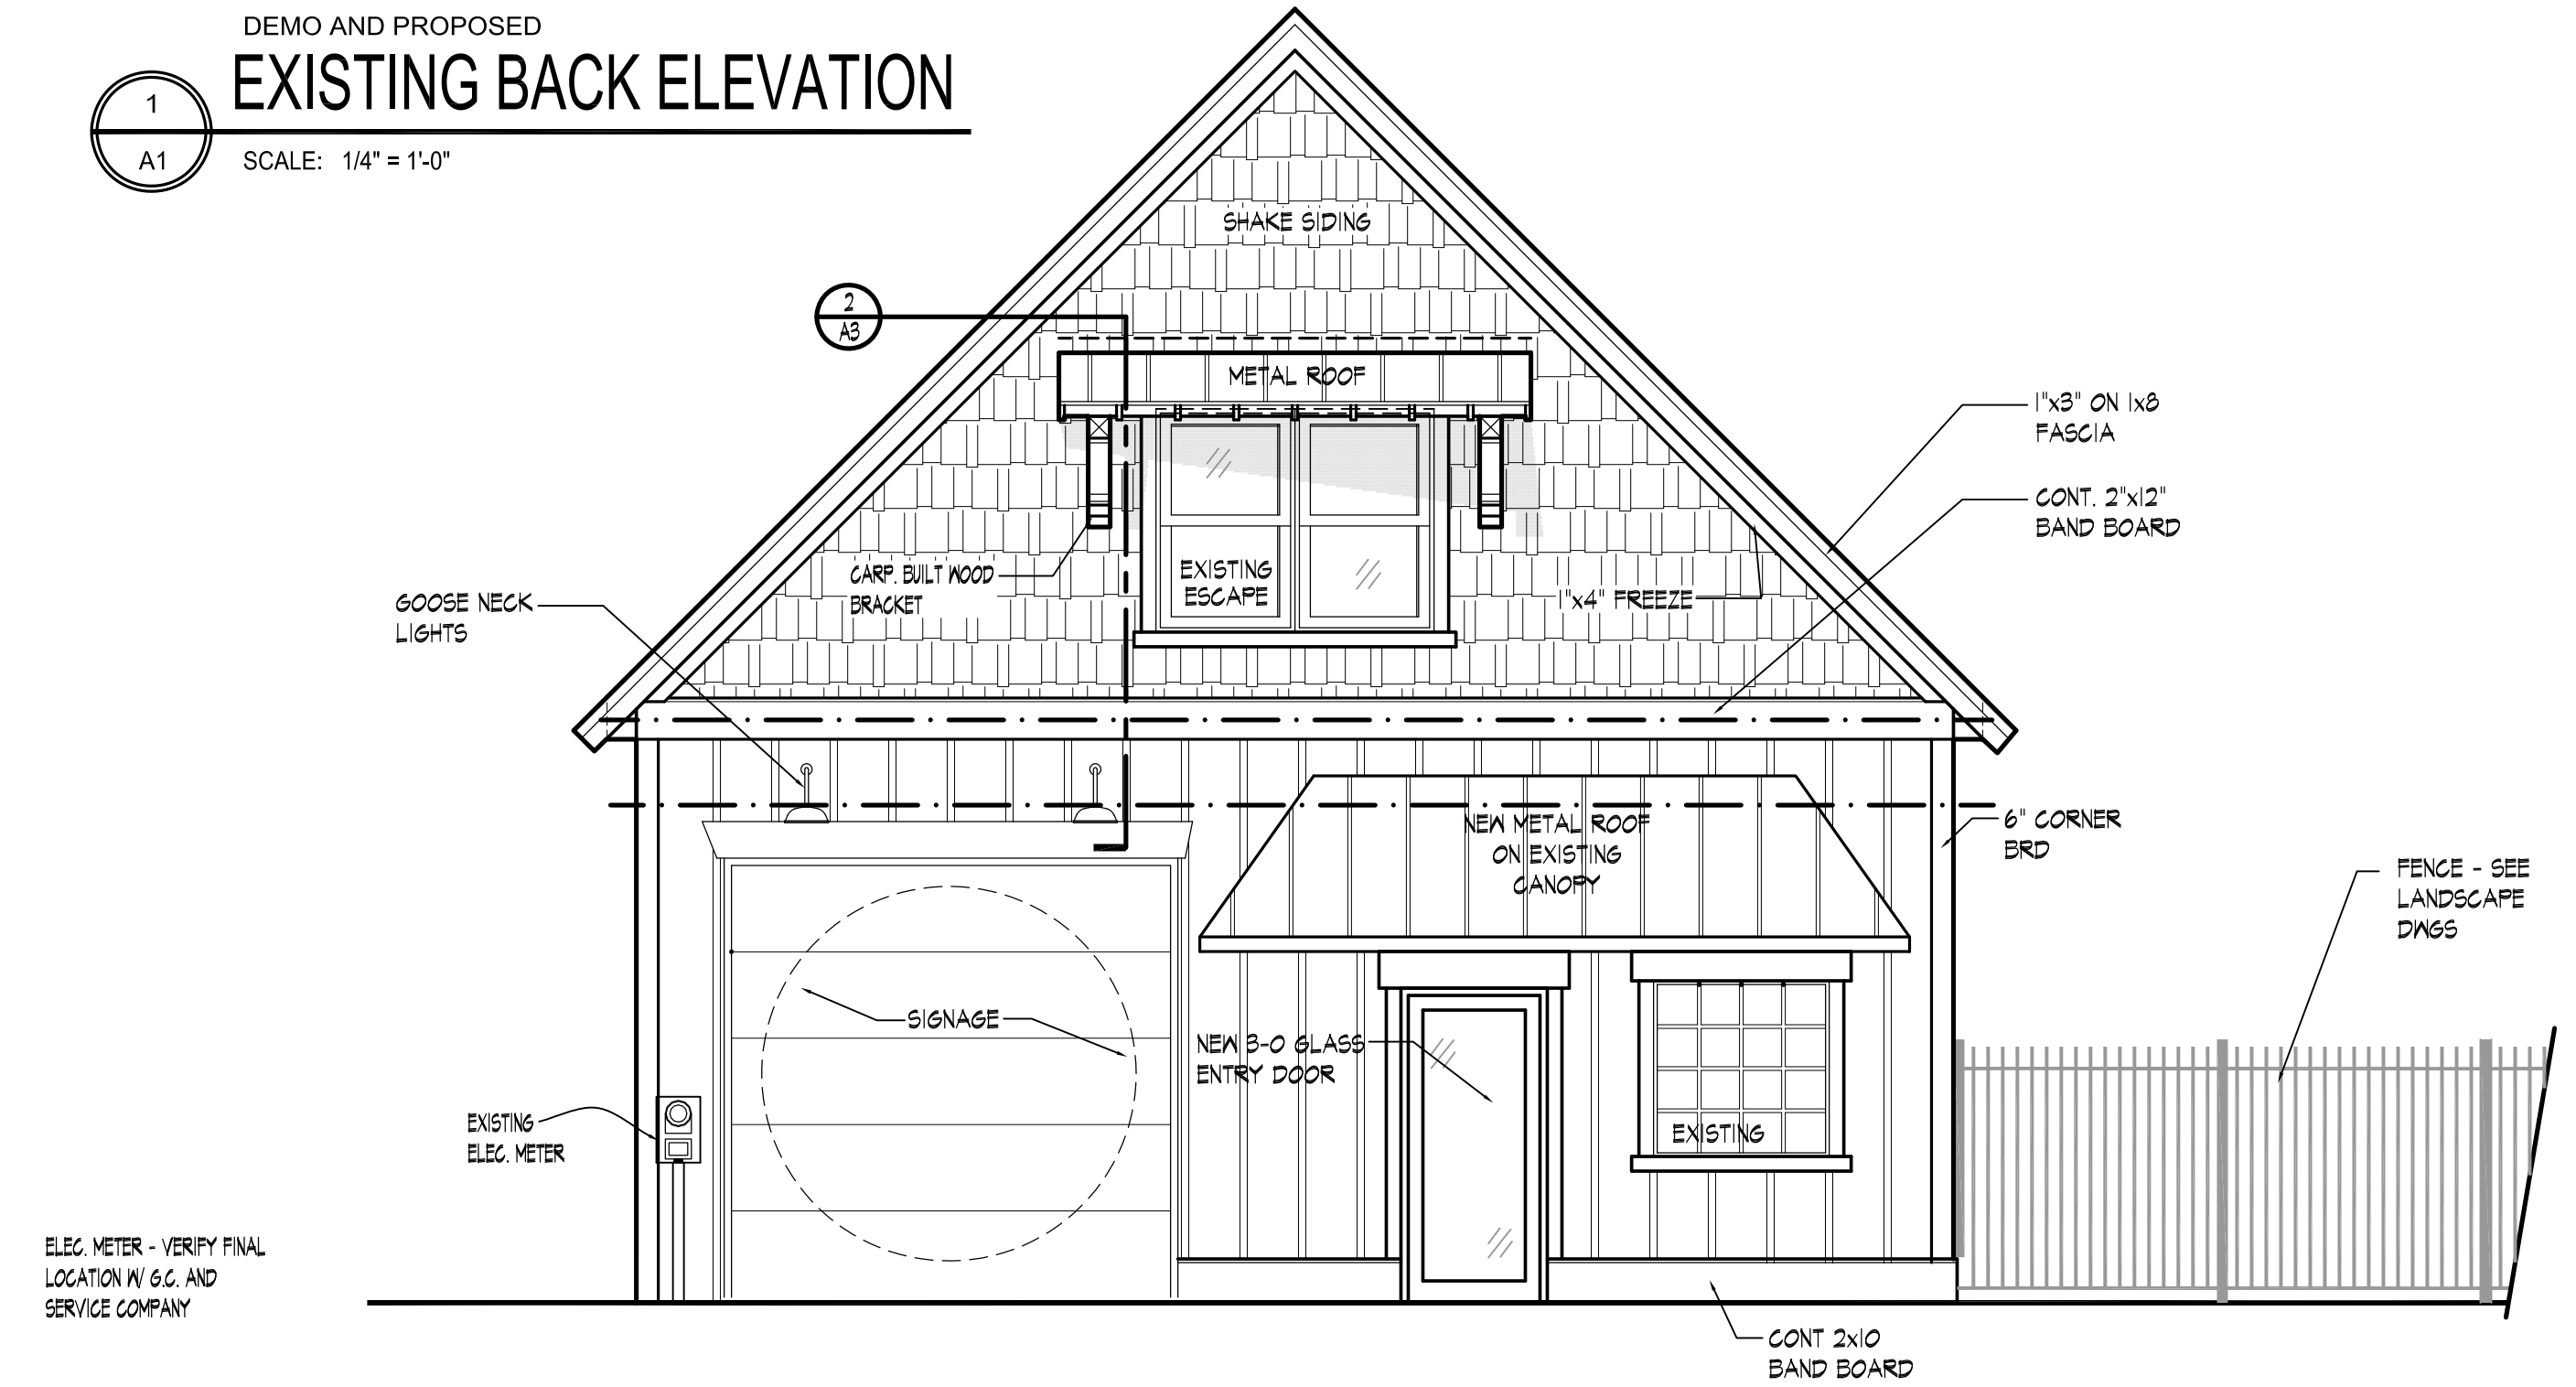 DEMO AND PROPOSED
EXISTING BACK ELEVATION
1
A1
SCALE: 1/4" = 1'-0"
SHAKE SIDING
2
A3
METAL ROOF
1"x3" ON 1x8
FASCIA
CONT. 2"x12"
BAND BOARD
CARP. BUILT WOOD
BRACKET
EXISTING
ESCAPE
1"x4" FREEZE
GOOSE NECK
LIGHTS
NEW METAL ROOF
ON EXISTING
CANOPY
6" CORNER
BRD
FENCE - SEE
LANDSCAPE
DWGS
SIGNAGE
NEW 3-0 GLASS
ENTRY DOOR
EXISTING
EXISTING
ELEC. METER
ELEC. METER - VERIFY FINAL
LOCATION W/ G.C. AND
SERVICE COMPANY
CONT 2x10
BAND BOARD